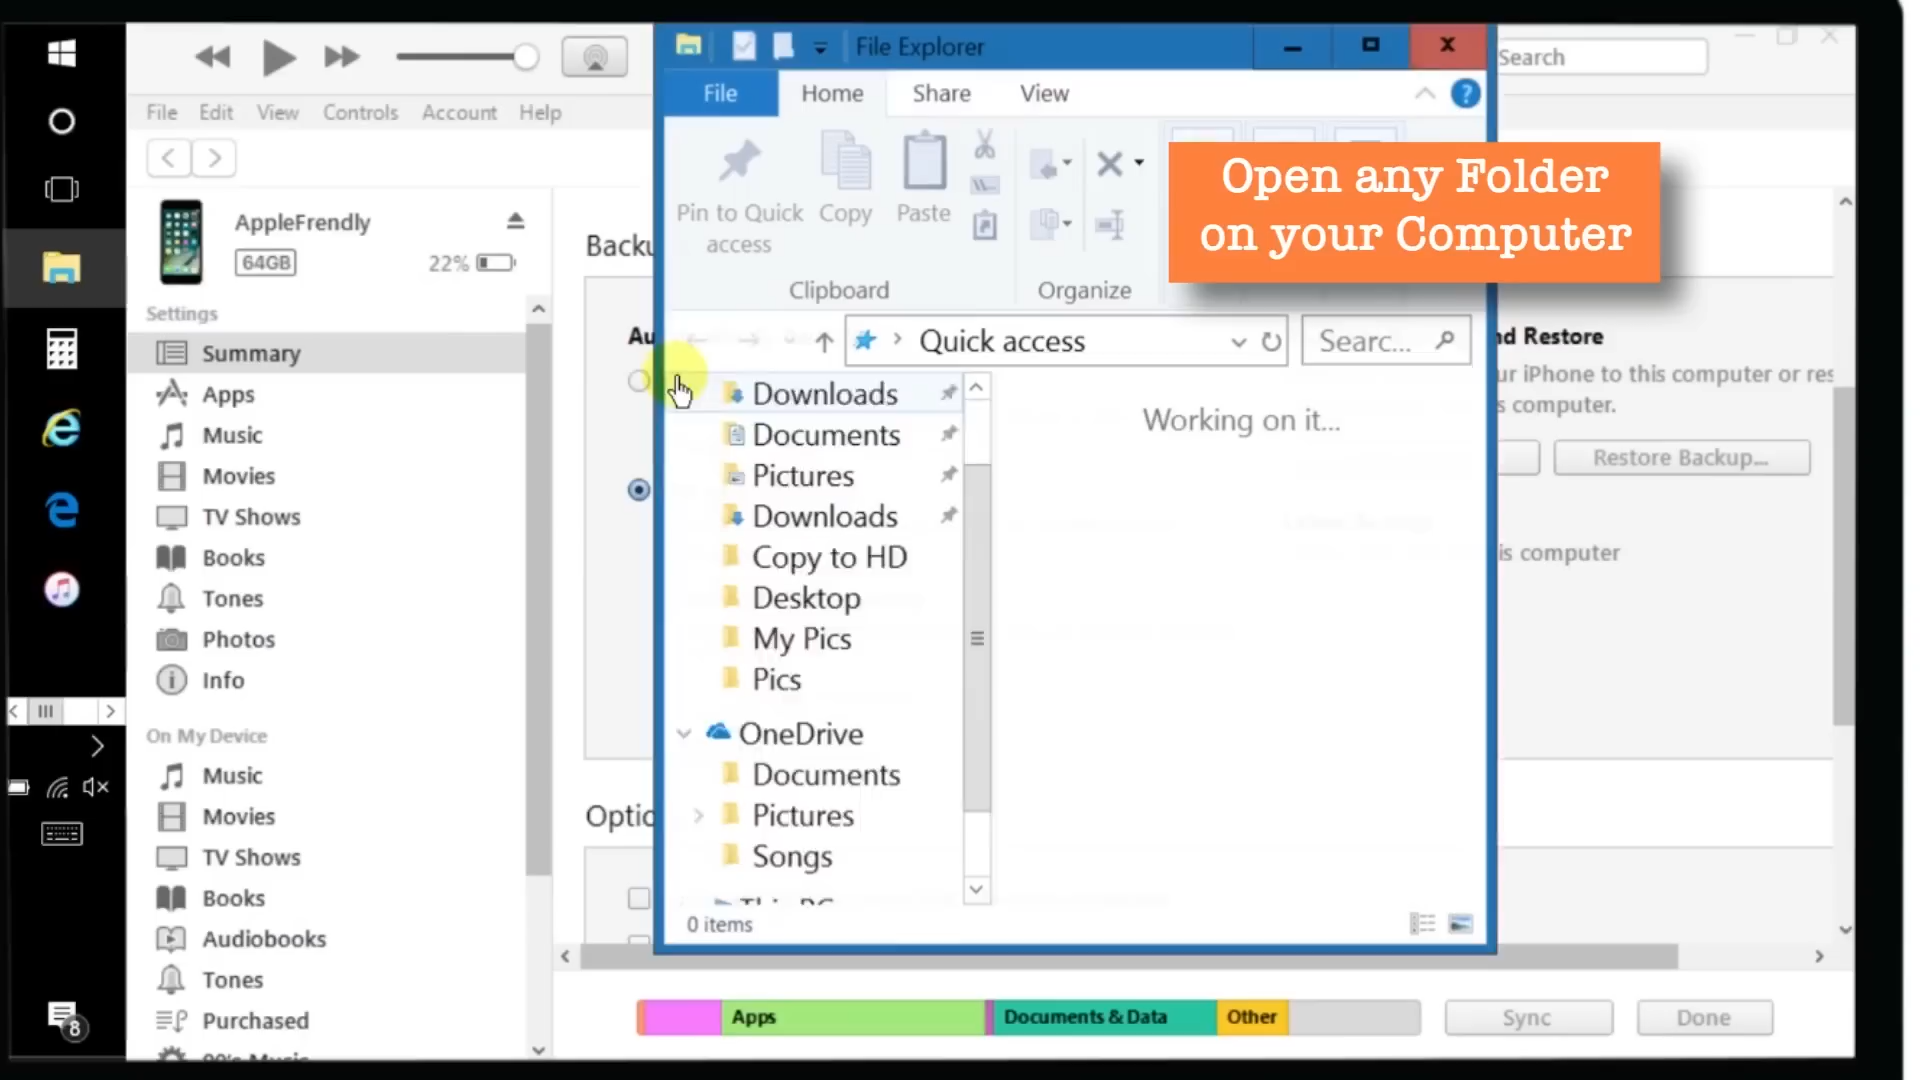 File Explorer
Search
File Edit View Controls Account Help
File Home Share View
Pin to Quick access
Copy
Paste
Clipboard
Organize
Open any Folder
on your Computer
AppleFrendly
64GB
22%
Settings
Summary
Apps
Music
Movies
TV Shows
Books
Tones
Photos
Info
On My Device
Music
Movies
TV Shows
Books
Audiobooks
Tones
Purchased
90's Music
8
Quick access
Searc...
Downloads
Documents
Pictures
Downloads
Copy to HD
Desktop
My Pics
Pics
OneDrive
Documents
Pictures
Songs
This PC
0 items
Working on it...
Restore
Restore Backup...
iPhone to this computer or
computer.
computer
Apps
Documents & Data
Other
Sync
Done